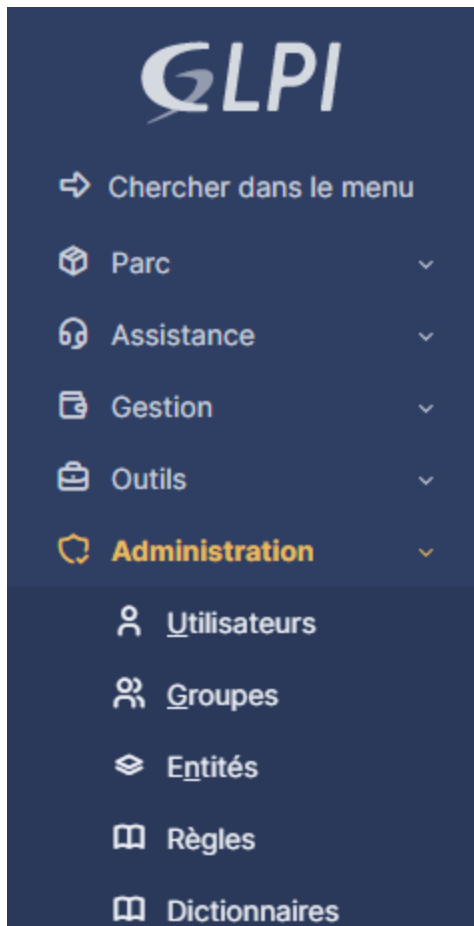 GLPI
Chercher dans le menu
Parc
Assistance
Gestion
Outils
Administration
Utilisateurs
Groupes
Entités
Règles
Dictionnaires